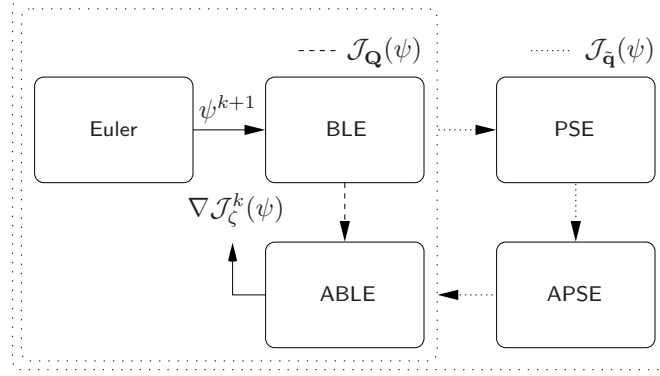 𝒥_𝐐(ψ) 𝒥_𝐪̃(ψ)
Euler ψ^{k+1} BLE PSE
∇𝒥_ζ^k(ψ)
ABLE APSE